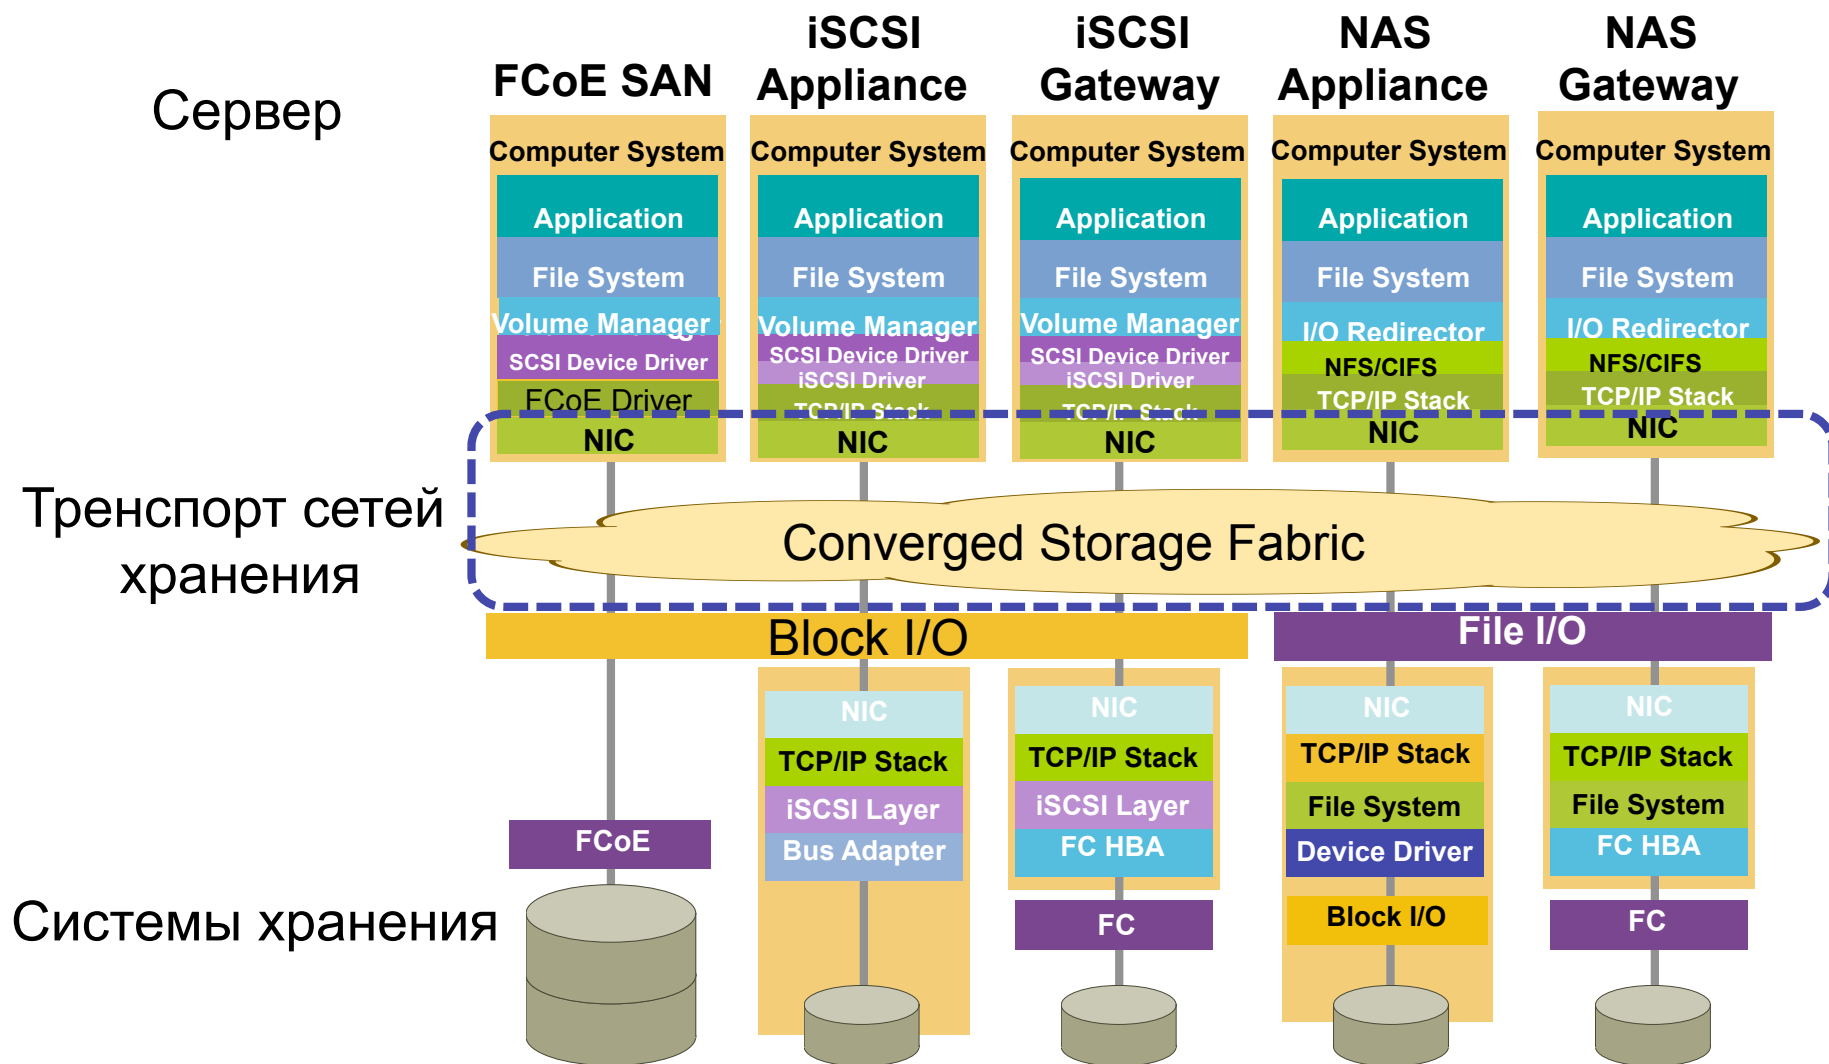 Сервер
FCoE SAN
iSCSI
Appliance
iSCSI
Gateway
NAS
Appliance
NAS
Gateway
Computer System
Application
File System
Volume Manager
SCSI Device Driver
FCoE Driver
NIC
Computer System
Application
File System
Volume Manager
SCSI Device Driver
iSCSI Driver
TCP/IP Stack
NIC
Computer System
Application
File System
Volume Manager
SCSI Device Driver
iSCSI Driver
TCP/IP Stack
NIC
Computer System
Application
File System
I/O Redirector
NFS/CIFS
TCP/IP Stack
NIC
Computer System
Application
File System
I/O Redirector
NFS/CIFS
TCP/IP Stack
NIC
Тренспорт сетей
хранения
Converged Storage Fabric
Block I/O
File I/O
Системы хранения
FCoE
NIC
TCP/IP Stack
iSCSI Layer
Bus Adapter
NIC
TCP/IP Stack
iSCSI Layer
FC HBA
FC
NIC
TCP/IP Stack
File System
Device Driver
Block I/O
NIC
TCP/IP Stack
File System
FC HBA
FC